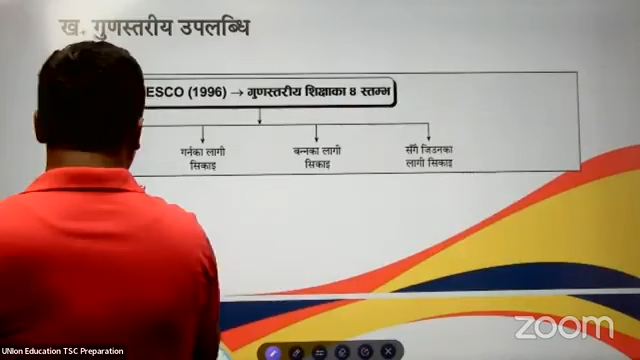 ख. गुणस्तरीय उपलब्धि
ESCO (1996) → गुणस्तरीय शिक्षाका ४ स्तम्भ
गर्नका लागी
सिकाइ
बन्नका लागी
सिकाइ
सँगै जिउनका
लागी सिकाइ
zoom
UNIon Education TSC Preparation